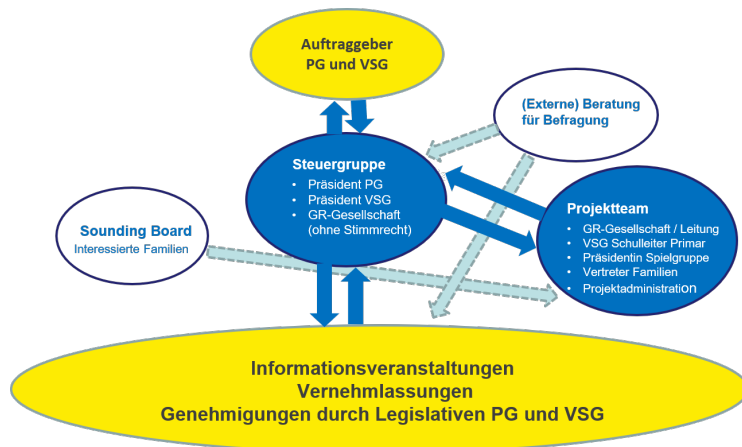 Auftraggeber
PG und VSG
(Externe) Beratung
für Befragung
Steuergruppe
• Präsident PG
• Präsident VSG
• GR-Gesellschaft
(ohne Stimmrecht)
Projektteam
• GR-Gesellschaft / Leitung
• VSG Schulleiter Primar
• Präsidentin Spielgruppe
• Vertreter Familien
• Projektadministration
Sounding Board
Interessierte Familien
Informationsveranstaltungen
Vernehmlassungen
Genehmigungen durch Legislativen PG und VSG